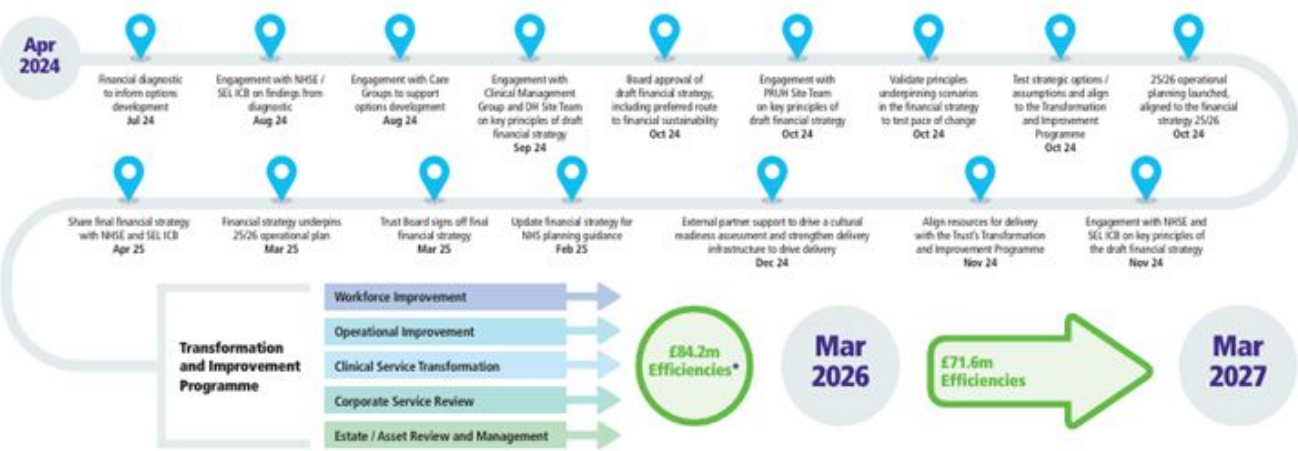 Apr
2024
Financial diagnostic
to inform options
development
Jul 24
Engagement with NHSE /
SEL ICB on findings from
diagnostic
Aug 24
Engagement with Care
Groups to support
options development
Aug 24
Engagement with
Clinical Management
Group and DH Site Team
on key principles of draft
financial strategy
Sep 24
Board approval of
draft financial strategy,
including preferred route
to financial sustainability
Oct 24
Engagement with
PRUH Site Team
on key principles of
draft financial strategy
Oct 24
Validate principles
underpinning scenarios
in the financial strategy
to test pace of change
Oct 24
Test strategic options /
assumptions and align
to the Transformation
and Improvement
Programme
Oct 24
25/26 operational
planning launched,
aligned to the financial
strategy 25/26
Oct 24
Share final financial strategy
with NHSE and SEL ICB
Apr 25
Financial strategy underpins
25/26 operational plan
Mar 25
Trust Board signs off final
financial strategy
Mar 25
Update financial strategy for
NHS planning guidance
Feb 25
External partner support to drive a cultural
readiness assessment and strengthen delivery
infrastructure to drive delivery
Dec 24
Align resources for delivery
with the Trust's Transformation
and Improvement Programme
Nov 24
Engagement with NHSE and
SEL ICB on key principles of
the draft financial strategy
Nov 24
Transformation
and Improvement
Programme
Workforce Improvement
Operational Improvement
Clinical Service Transformation
Corporate Service Review
Estate / Asset Review and Management
£84.2m
Efficiencies*
Mar
2026
£71.6m
Efficiencies
Mar
2027